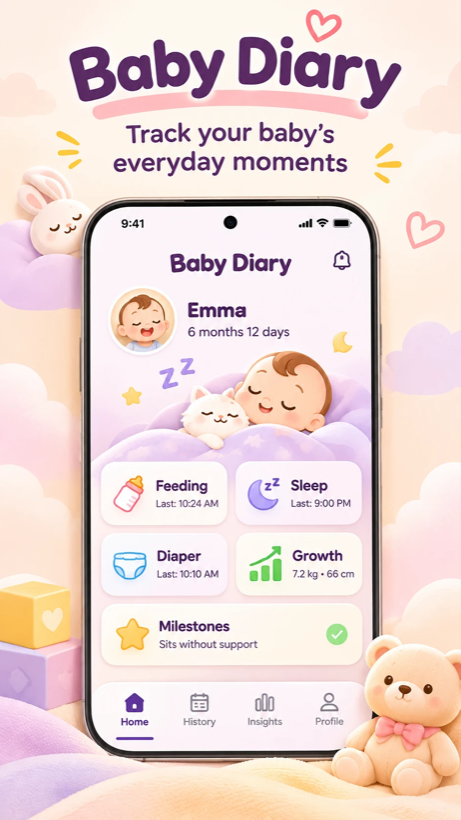 Baby Diary
Track your baby's
everyday moments
9:41
Baby Diary
Emma
6 months 12 days
z z z
Feeding
Last: 10:24 AM
z z z
Sleep
Last: 9:00 PM
Diaper
Last: 10:10 AM
Growth
7.2 kg • 66 cm
Milestones
Sits without support
Home
History
Insights
Profile